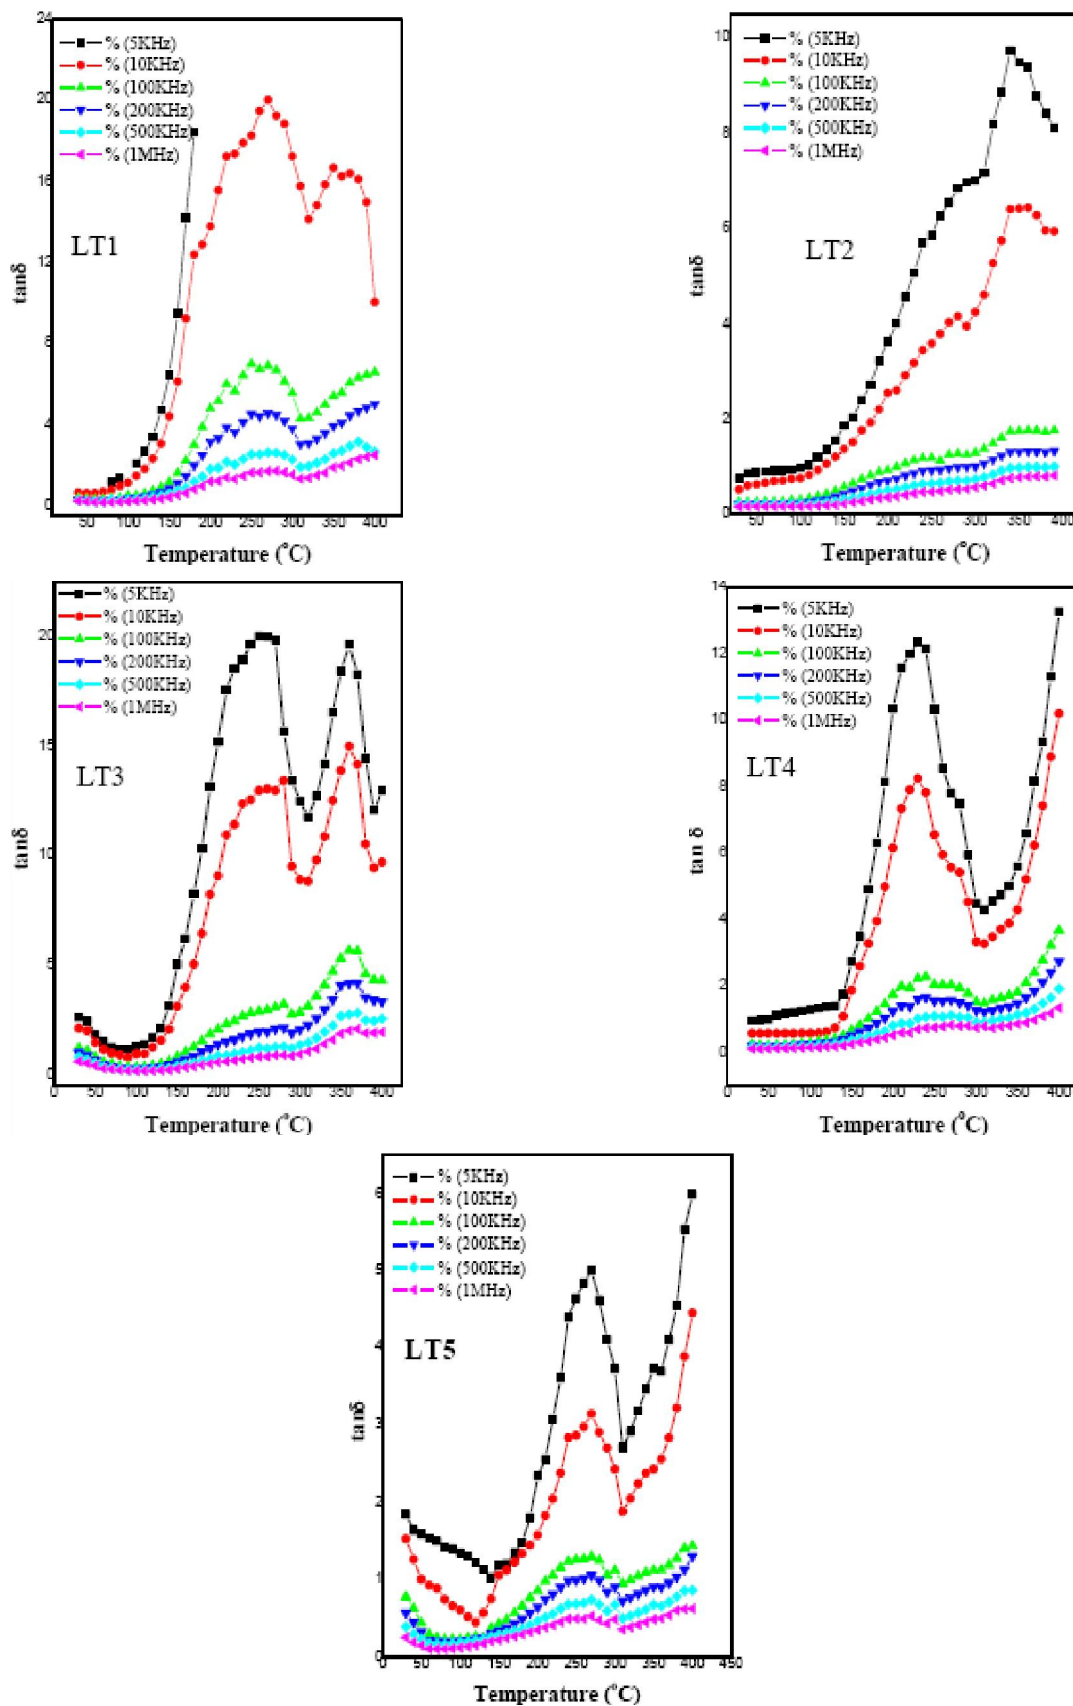 24
20
16
12
8
4
0
tanδ
% (5KHz)
% (10KHz)
% (100KHz)
% (200KHz)
% (500KHz)
% (1MHz)
LT1
50 100 150 200 250 300 350 400
Temperature (°C)
10
8
6
4
2
0
tanδ
% (5KHz)
% (10KHz)
% (100KHz)
% (200KHz)
% (500KHz)
% (1MHz)
LT2
50 100 150 200 250 300 350 400
Temperature (°C)
20
15
10
5
0
tanδ
% (5KHz)
% (10KHz)
% (100KHz)
% (200KHz)
% (500KHz)
% (1MHz)
LT3
0 50 100 150 200 250 300 350 400
Temperature (°C)
14
12
10
8
6
4
2
0
tan δ
% (5KHz)
% (10KHz)
% (100KHz)
% (200KHz)
% (500KHz)
% (1MHz)
LT4
0 50 100 150 200 250 300 350 400
Temperature (°C)
6
5
4
3
2
1
0
tanδ
% (5KHz)
% (10KHz)
% (100KHz)
% (200KHz)
% (500KHz)
% (1MHz)
LT5
0 50 100 150 200 250 300 350 400 450
Temperature (°C)